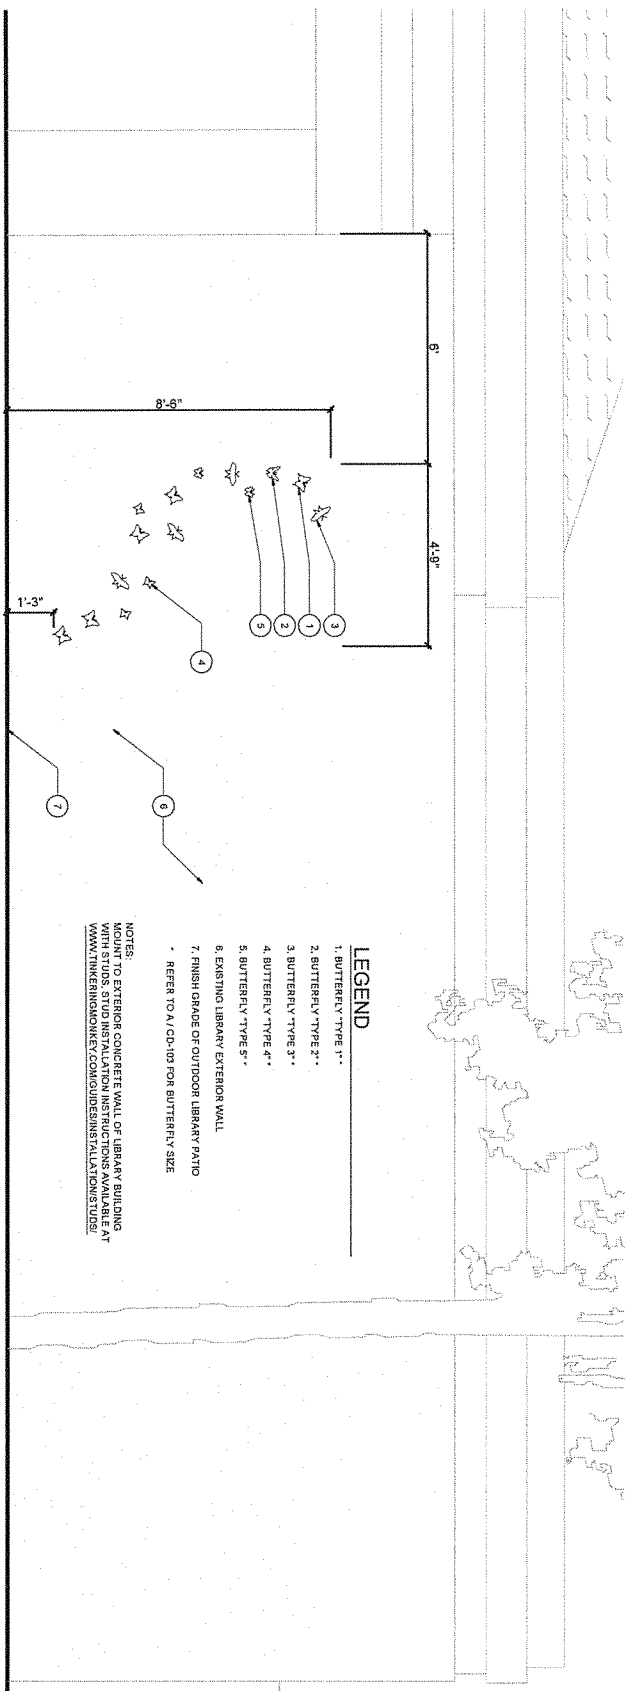 6'
4'-9"
8'-6"
1'-3"
3
1
2
5
4
6
7
LEGEND
1. BUTTERFLY "TYPE 1" *
2. BUTTERFLY "TYPE 2" *
3. BUTTERFLY "TYPE 3" *
4. BUTTERFLY "TYPE 4" *
5. BUTTERFLY "TYPE 5" *
6. EXISTING LIBRARY EXTERIOR WALL
7. FINISH GRADE OF OUTDOOR LIBRARY PATIO
* REFER TO A / CD-103 FOR BUTTERFLY SIZE
NOTES:
MOUNT TO EXTERIOR CONCRETE WALL OF LIBRARY BUILDING
WITH STUDS. STUD INSTALLATION INSTRUCTIONS AVAILABLE AT
WWW.TINKERINGMONKEY.COM/GUIDES/INSTALLATION/STUDS/